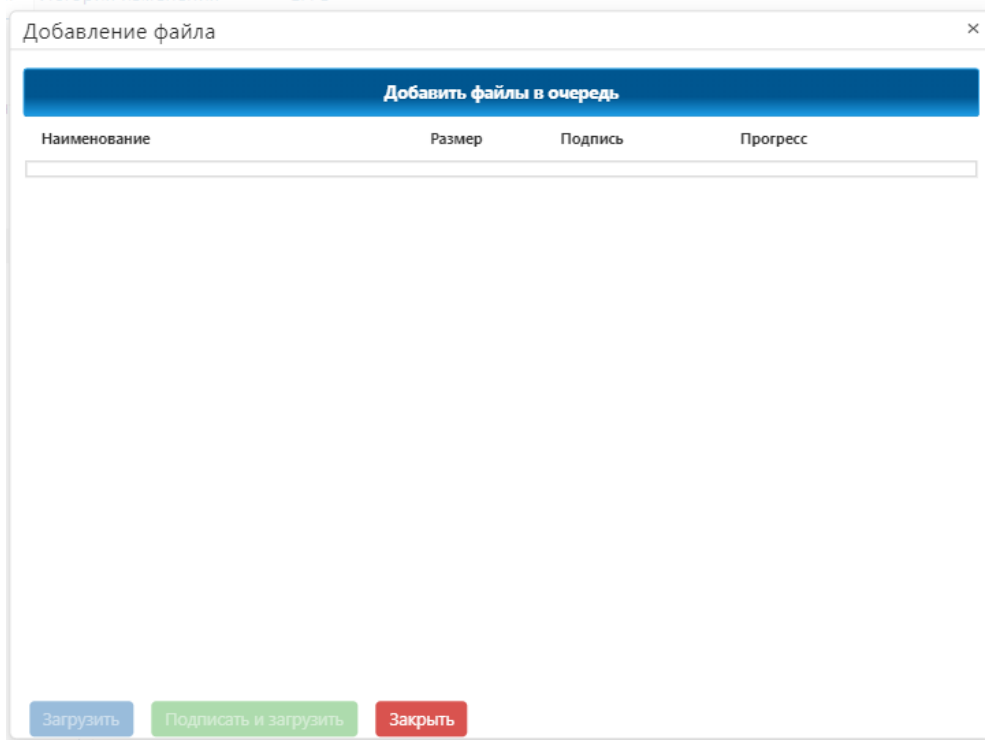 Добавление файла ×
Добавить файлы в очередь
Наименование Размер Подпись Прогресс
Загрузить Подписать и загрузить Закрыть